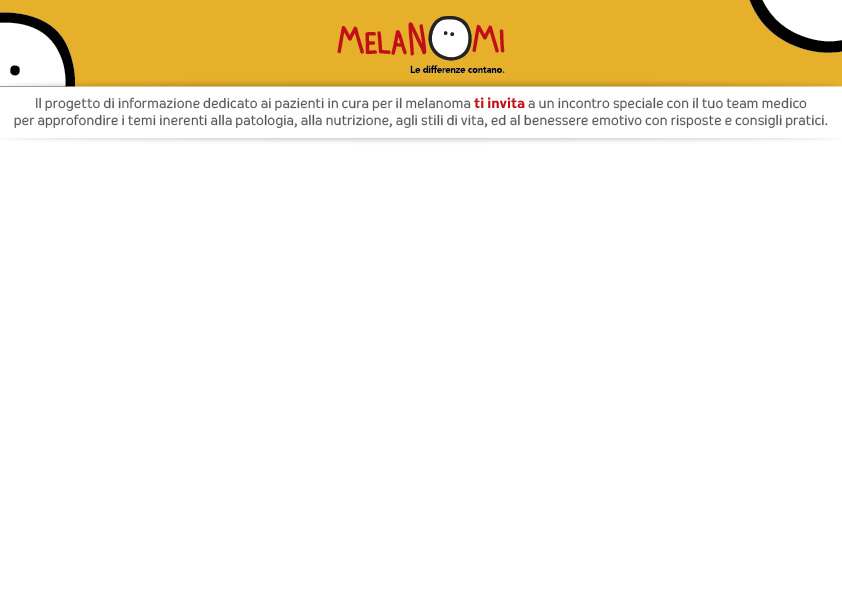 MELANOMI
Le differenze contano.
Il progetto di informazione dedicato ai pazienti in cura per il melanoma ti invita a un incontro speciale con il tuo team medico
per approfondire i temi inerenti alla patologia, alla nutrizione, agli stili di vita, ed al benessere emotivo con risposte e consigli pratici.